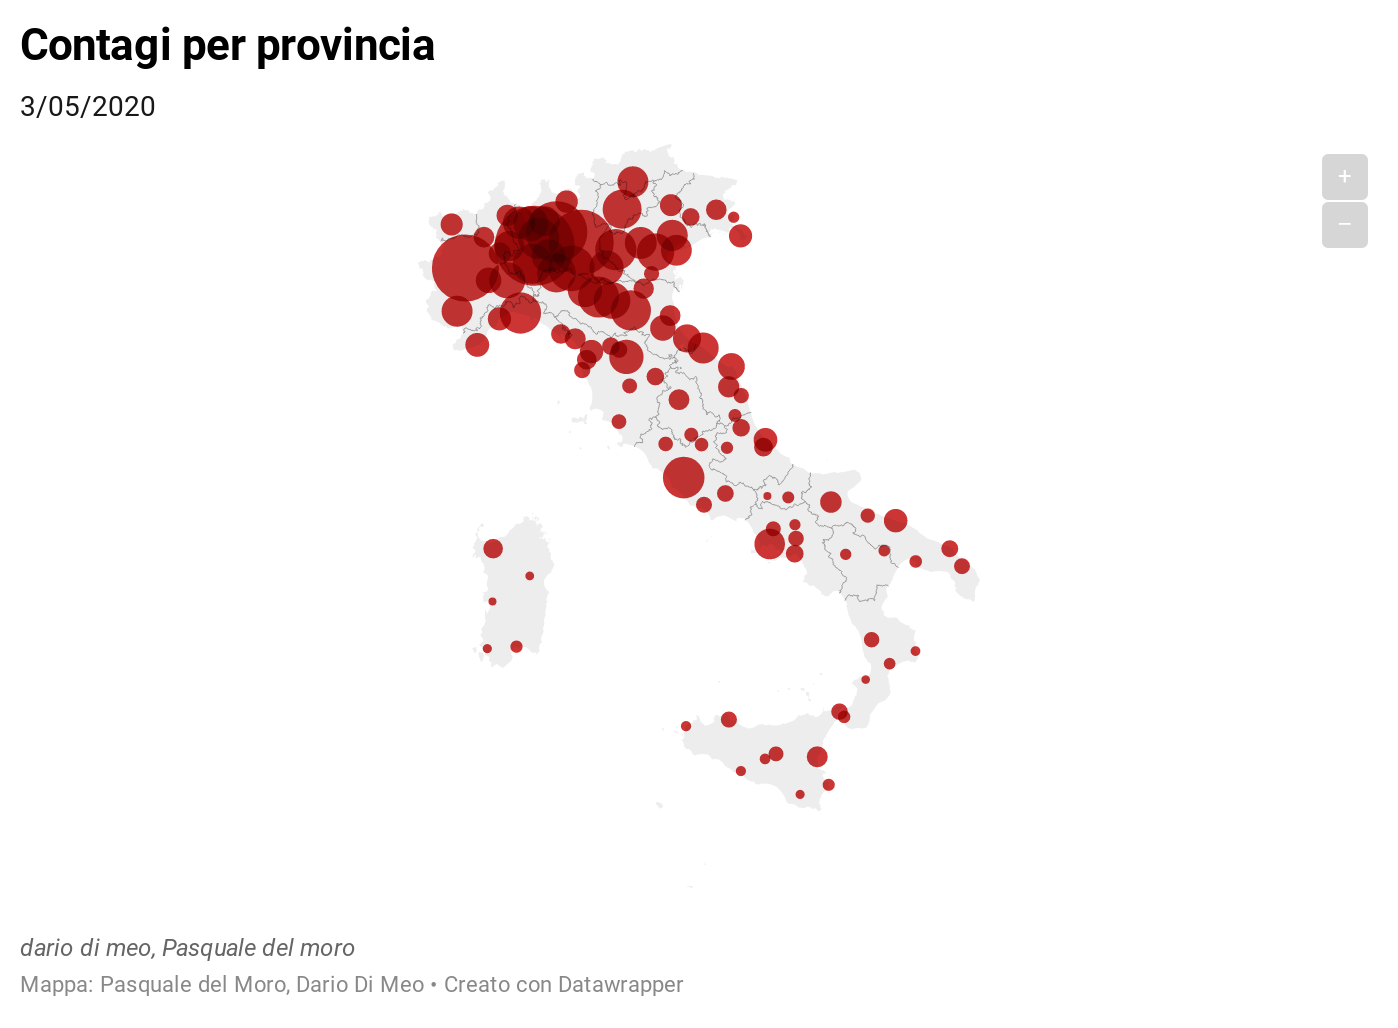 Contagi per provincia
3/05/2020
+
−
dario di meo, Pasquale del moro
Mappa: Pasquale del Moro, Dario Di Meo • Creato con Datawrapper